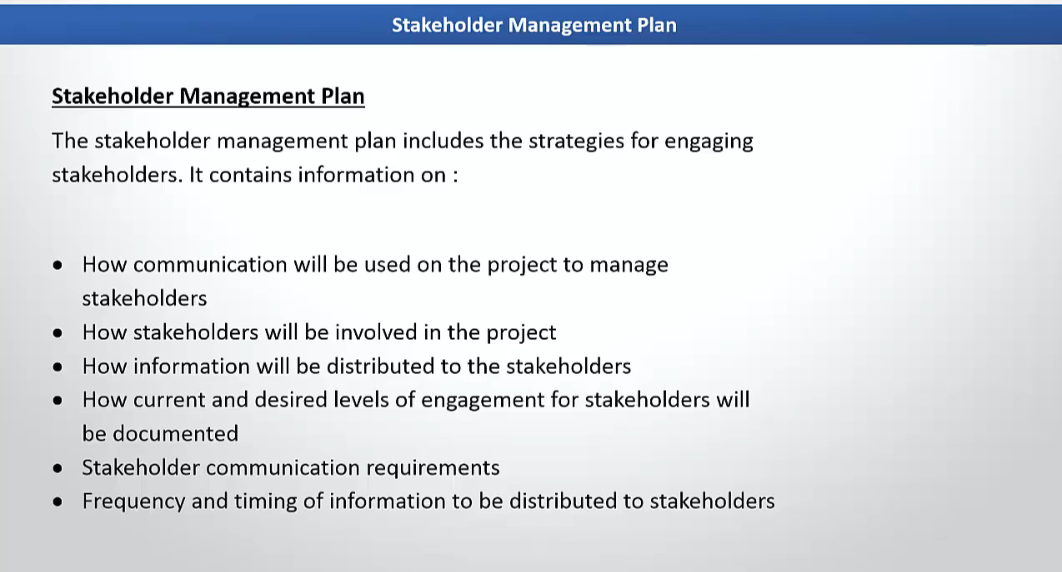 Stakeholder Management Plan
Stakeholder Management Plan
The stakeholder management plan includes the strategies for engaging
stakeholders. It contains information on :
• How communication will be used on the project to manage
stakeholders
• How stakeholders will be involved in the project
• How information will be distributed to the stakeholders
• How current and desired levels of engagement for stakeholders will
be documented
• Stakeholder communication requirements
• Frequency and timing of information to be distributed to stakeholders